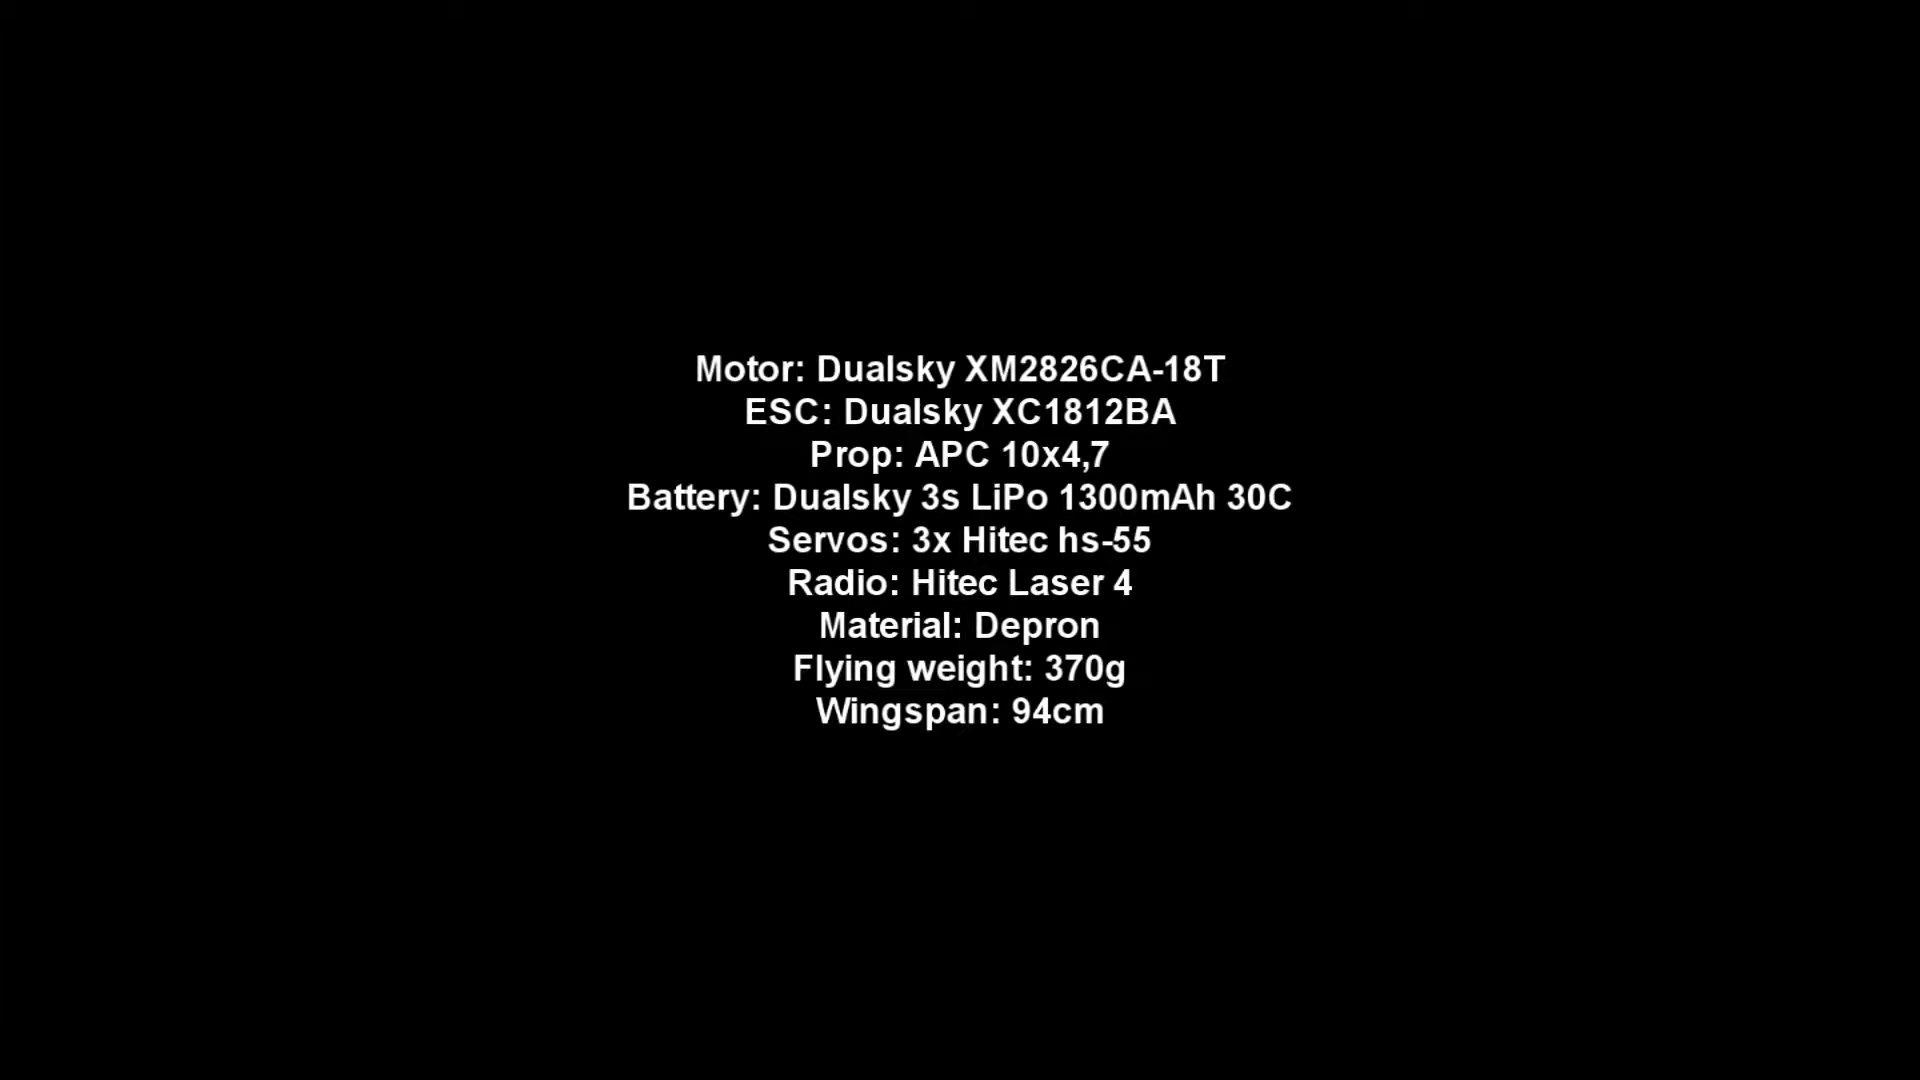 Motor: Dualsky XM2826CA-18T
ESC: Dualsky XC1812BA
Prop: APC 10x4,7
Battery: Dualsky 3s LiPo 1300mAh 30C
Servos: 3x Hitec hs-55
Radio: Hitec Laser 4
Material: Depron
Flying weight: 370g
Wingspan: 94cm